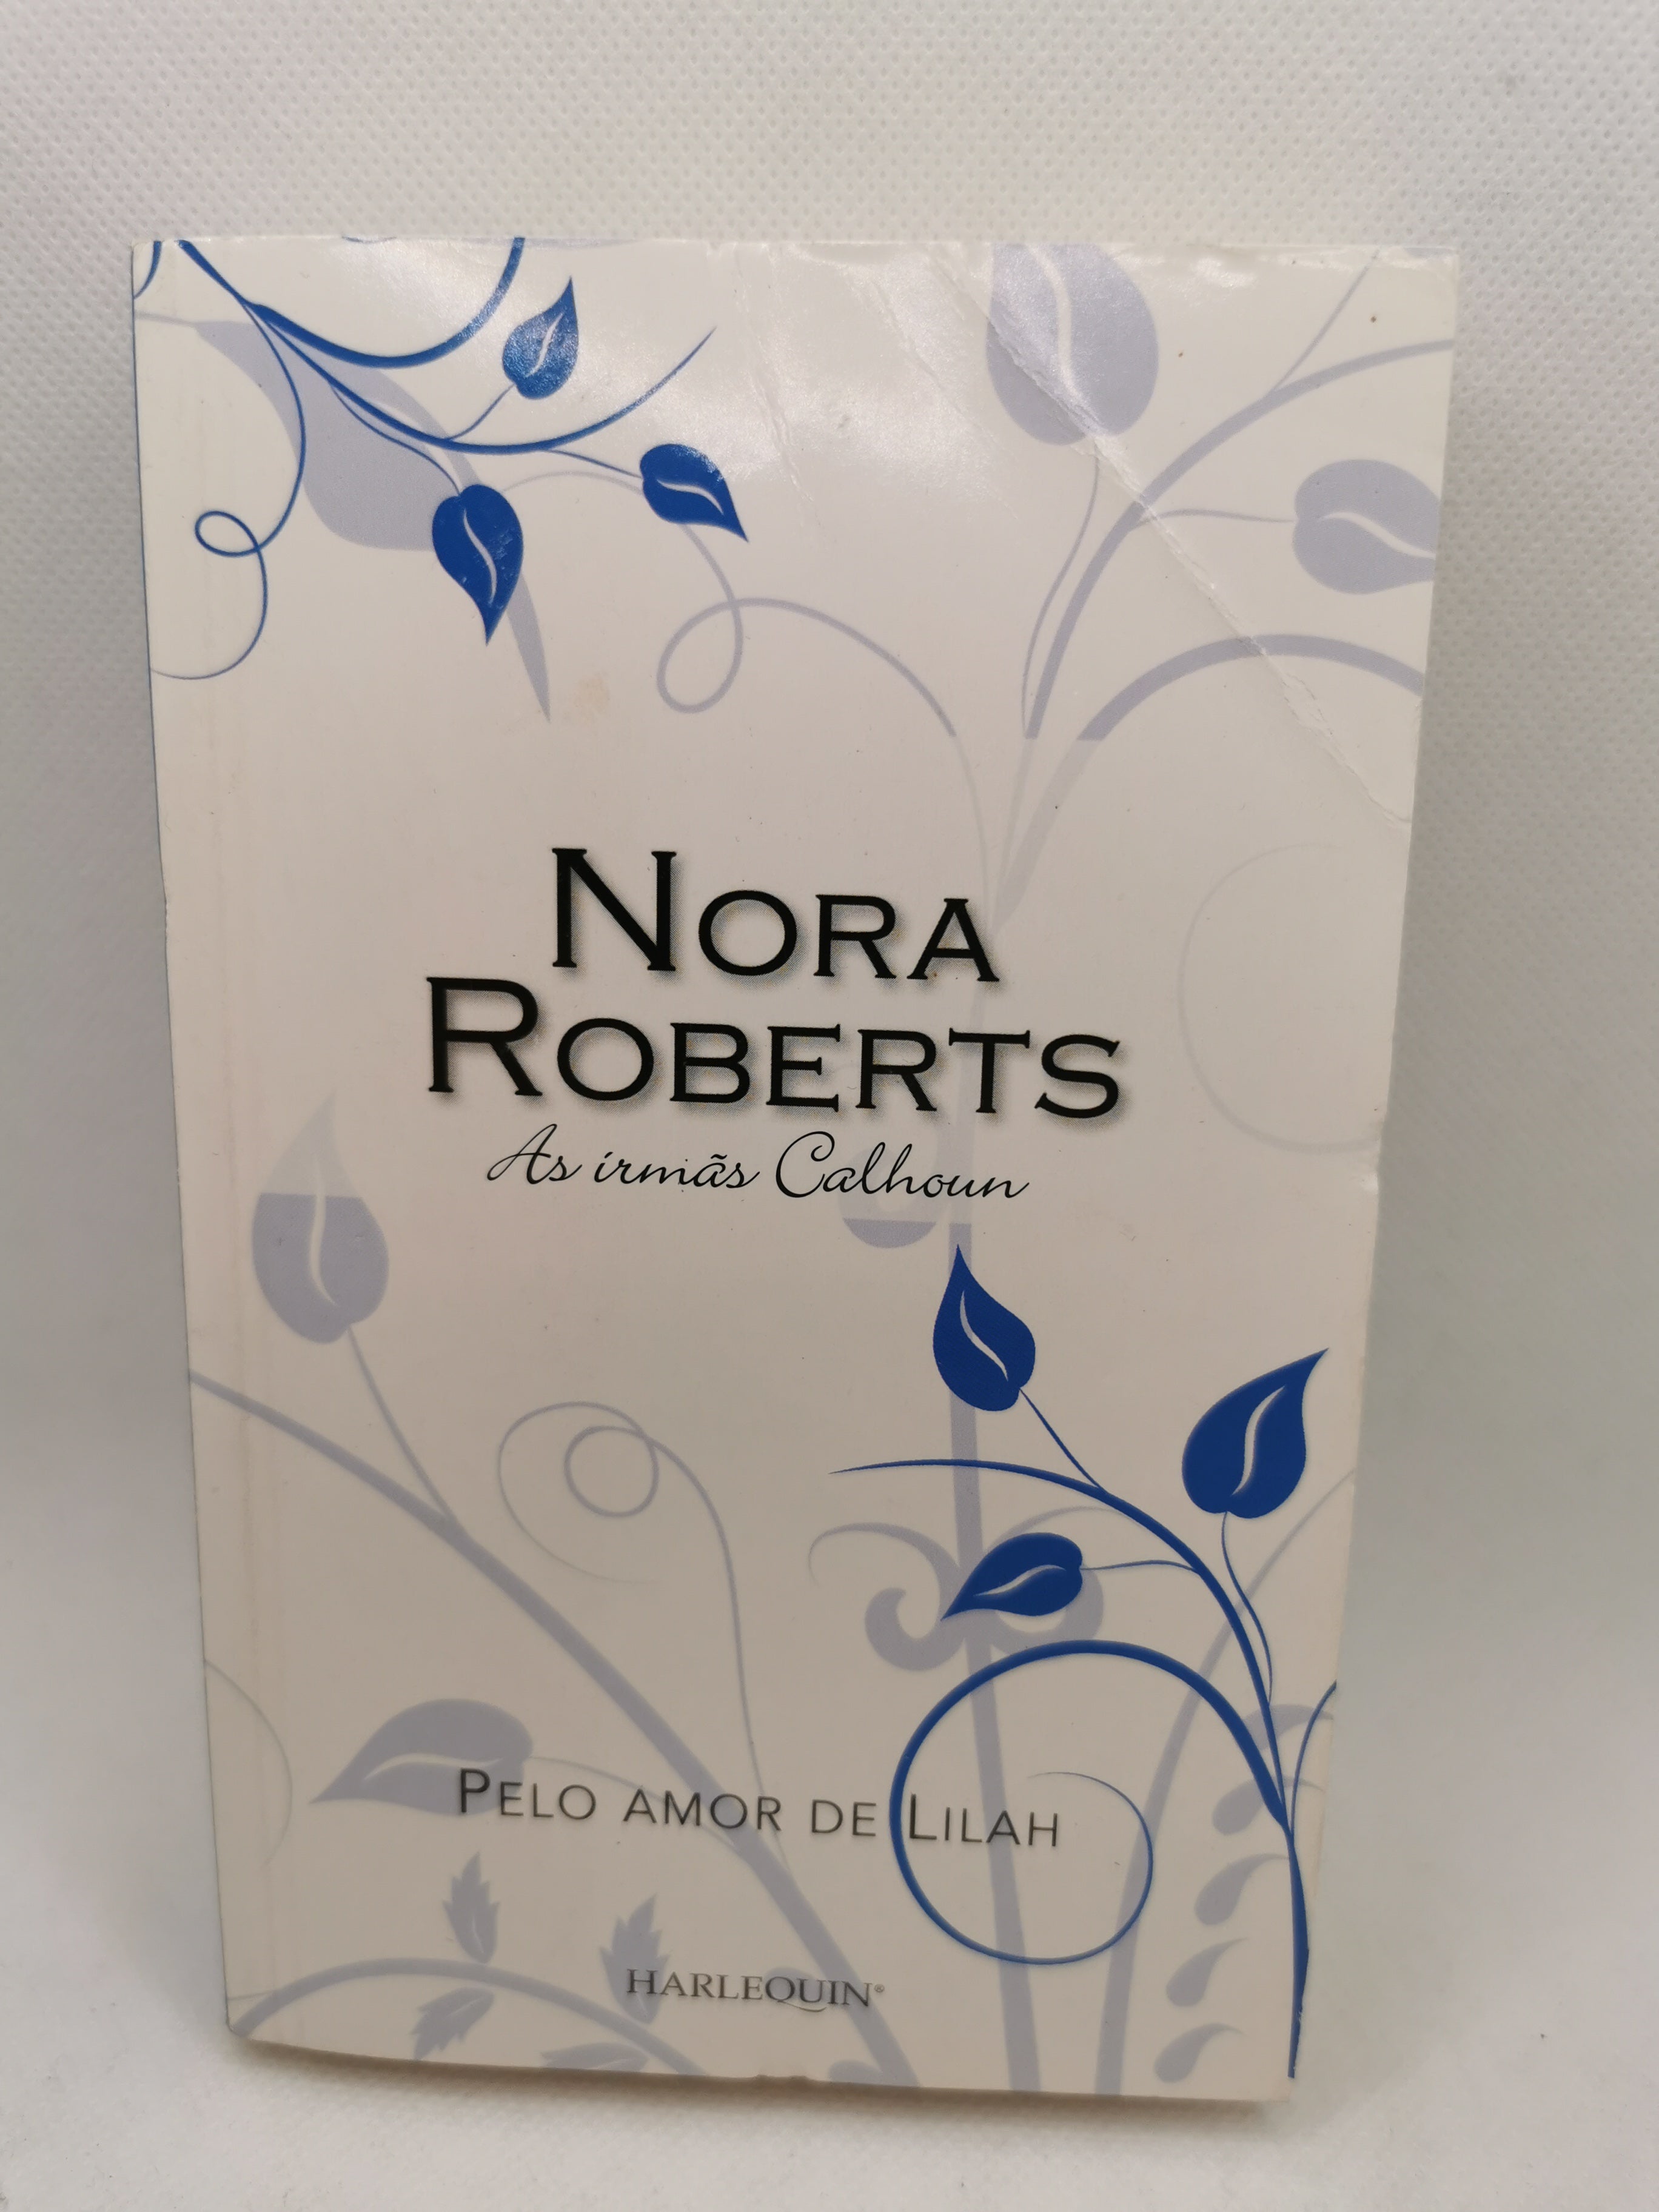 NORA
ROBERTS
As irmãs Calhoun
PELO AMOR DE LILAH
HARLEQUIN®